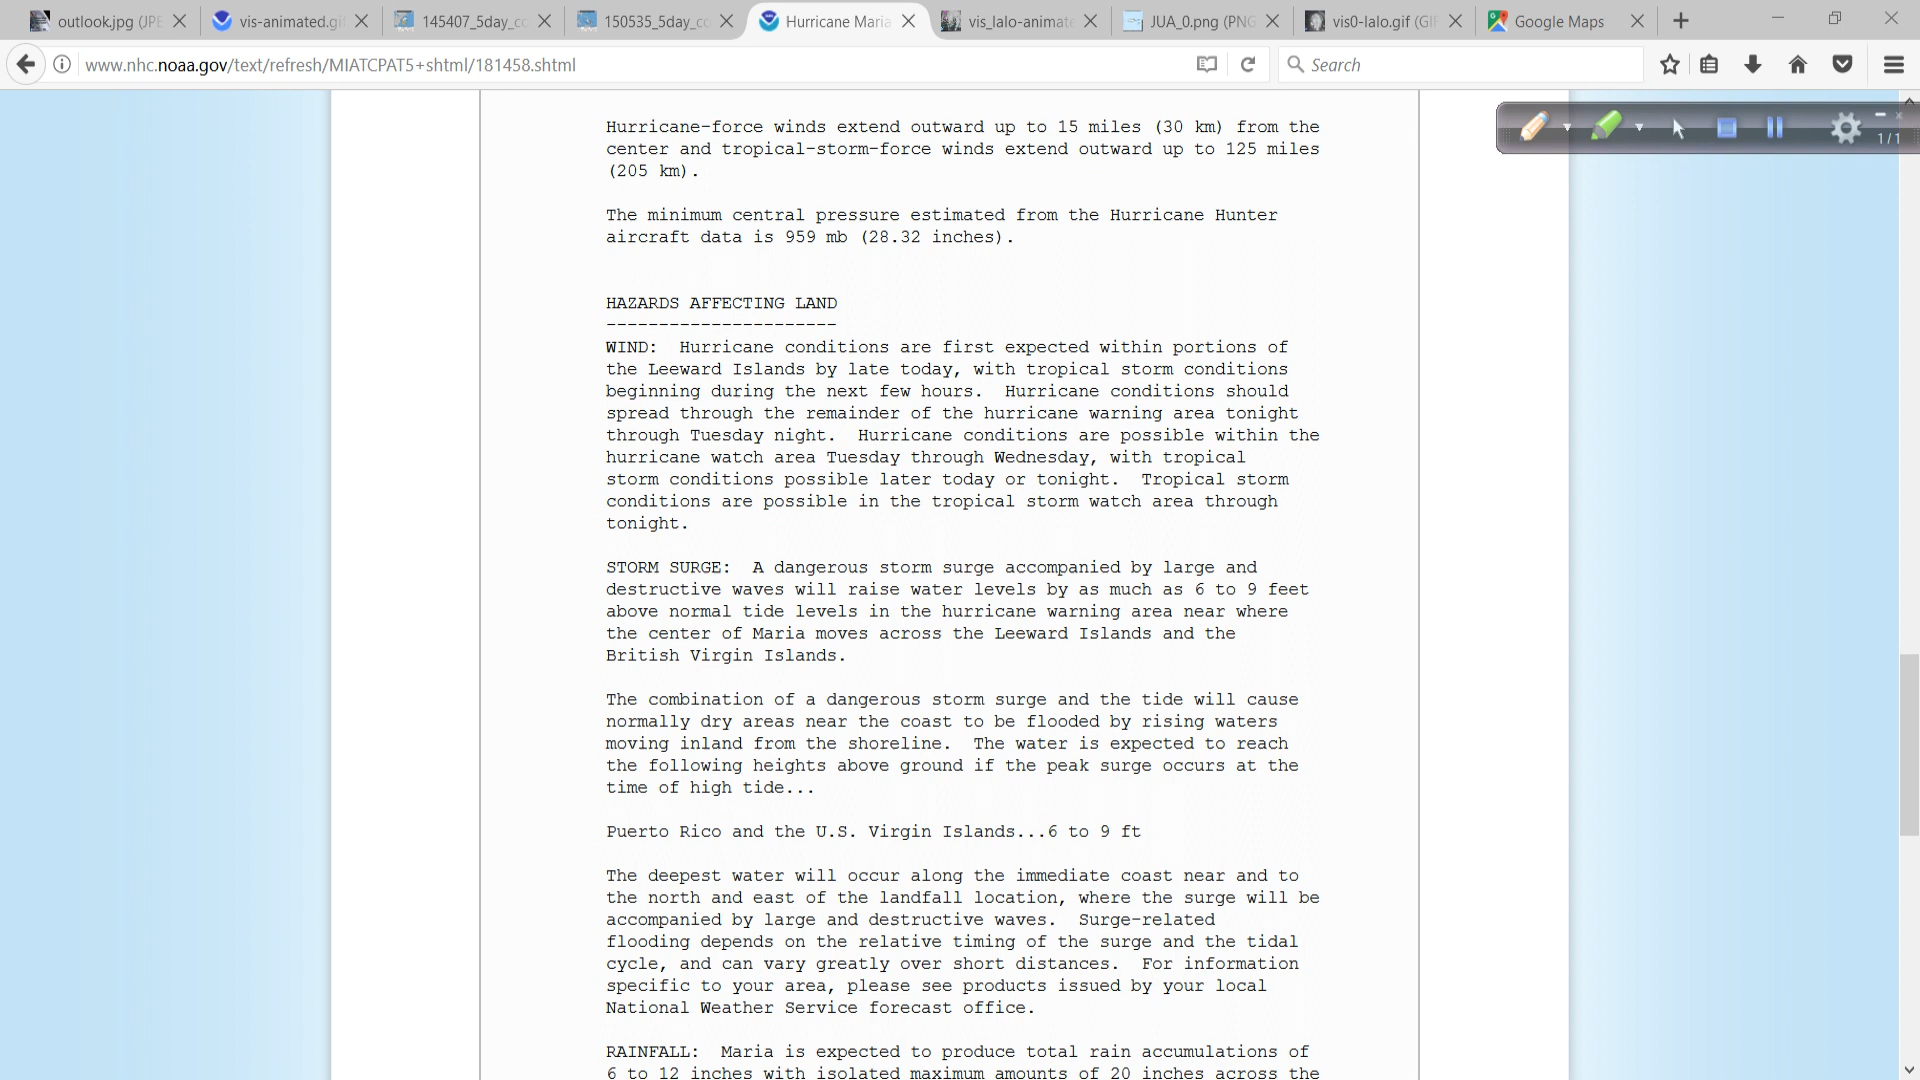 outlook.jpg (JPE
vis-animated.gi
145407_5day_co
150535_5day_co
Hurricane Maria
vis_lalo-animate
JUA_0.png (PNG
vis0-lalo.gif (GIF
Google Maps
www.nhc.noaa.gov/text/refresh/MIATCPAT5+shtml/181458.shtml
Search
1/1
Hurricane-force winds extend outward up to 15 miles (30 km) from the
center and tropical-storm-force winds extend outward up to 125 miles
(205 km).
The minimum central pressure estimated from the Hurricane Hunter
aircraft data is 959 mb (28.32 inches).
HAZARDS AFFECTING LAND
----------------------
WIND:  Hurricane conditions are first expected within portions of
the Leeward Islands by late today, with tropical storm conditions
beginning during the next few hours.  Hurricane conditions should
spread through the remainder of the hurricane warning area tonight
through Tuesday night.  Hurricane conditions are possible within the
hurricane watch area Tuesday through Wednesday, with tropical
storm conditions possible later today or tonight.  Tropical storm
conditions are possible in the tropical storm watch area through
tonight.
STORM SURGE:  A dangerous storm surge accompanied by large and
destructive waves will raise water levels by as much as 6 to 9 feet
above normal tide levels in the hurricane warning area near where
the center of Maria moves across the Leeward Islands and the
British Virgin Islands.
The combination of a dangerous storm surge and the tide will cause
normally dry areas near the coast to be flooded by rising waters
moving inland from the shoreline.  The water is expected to reach
the following heights above ground if the peak surge occurs at the
time of high tide...
Puerto Rico and the U.S. Virgin Islands...6 to 9 ft
The deepest water will occur along the immediate coast near and to
the north and east of the landfall location, where the surge will be
accompanied by large and destructive waves.  Surge-related
flooding depends on the relative timing of the surge and the tidal
cycle, and can vary greatly over short distances.  For information
specific to your area, please see products issued by your local
National Weather Service forecast office.
RAINFALL:  Maria is expected to produce total rain accumulations of
6 to 12 inches with isolated maximum amounts of 20 inches across the